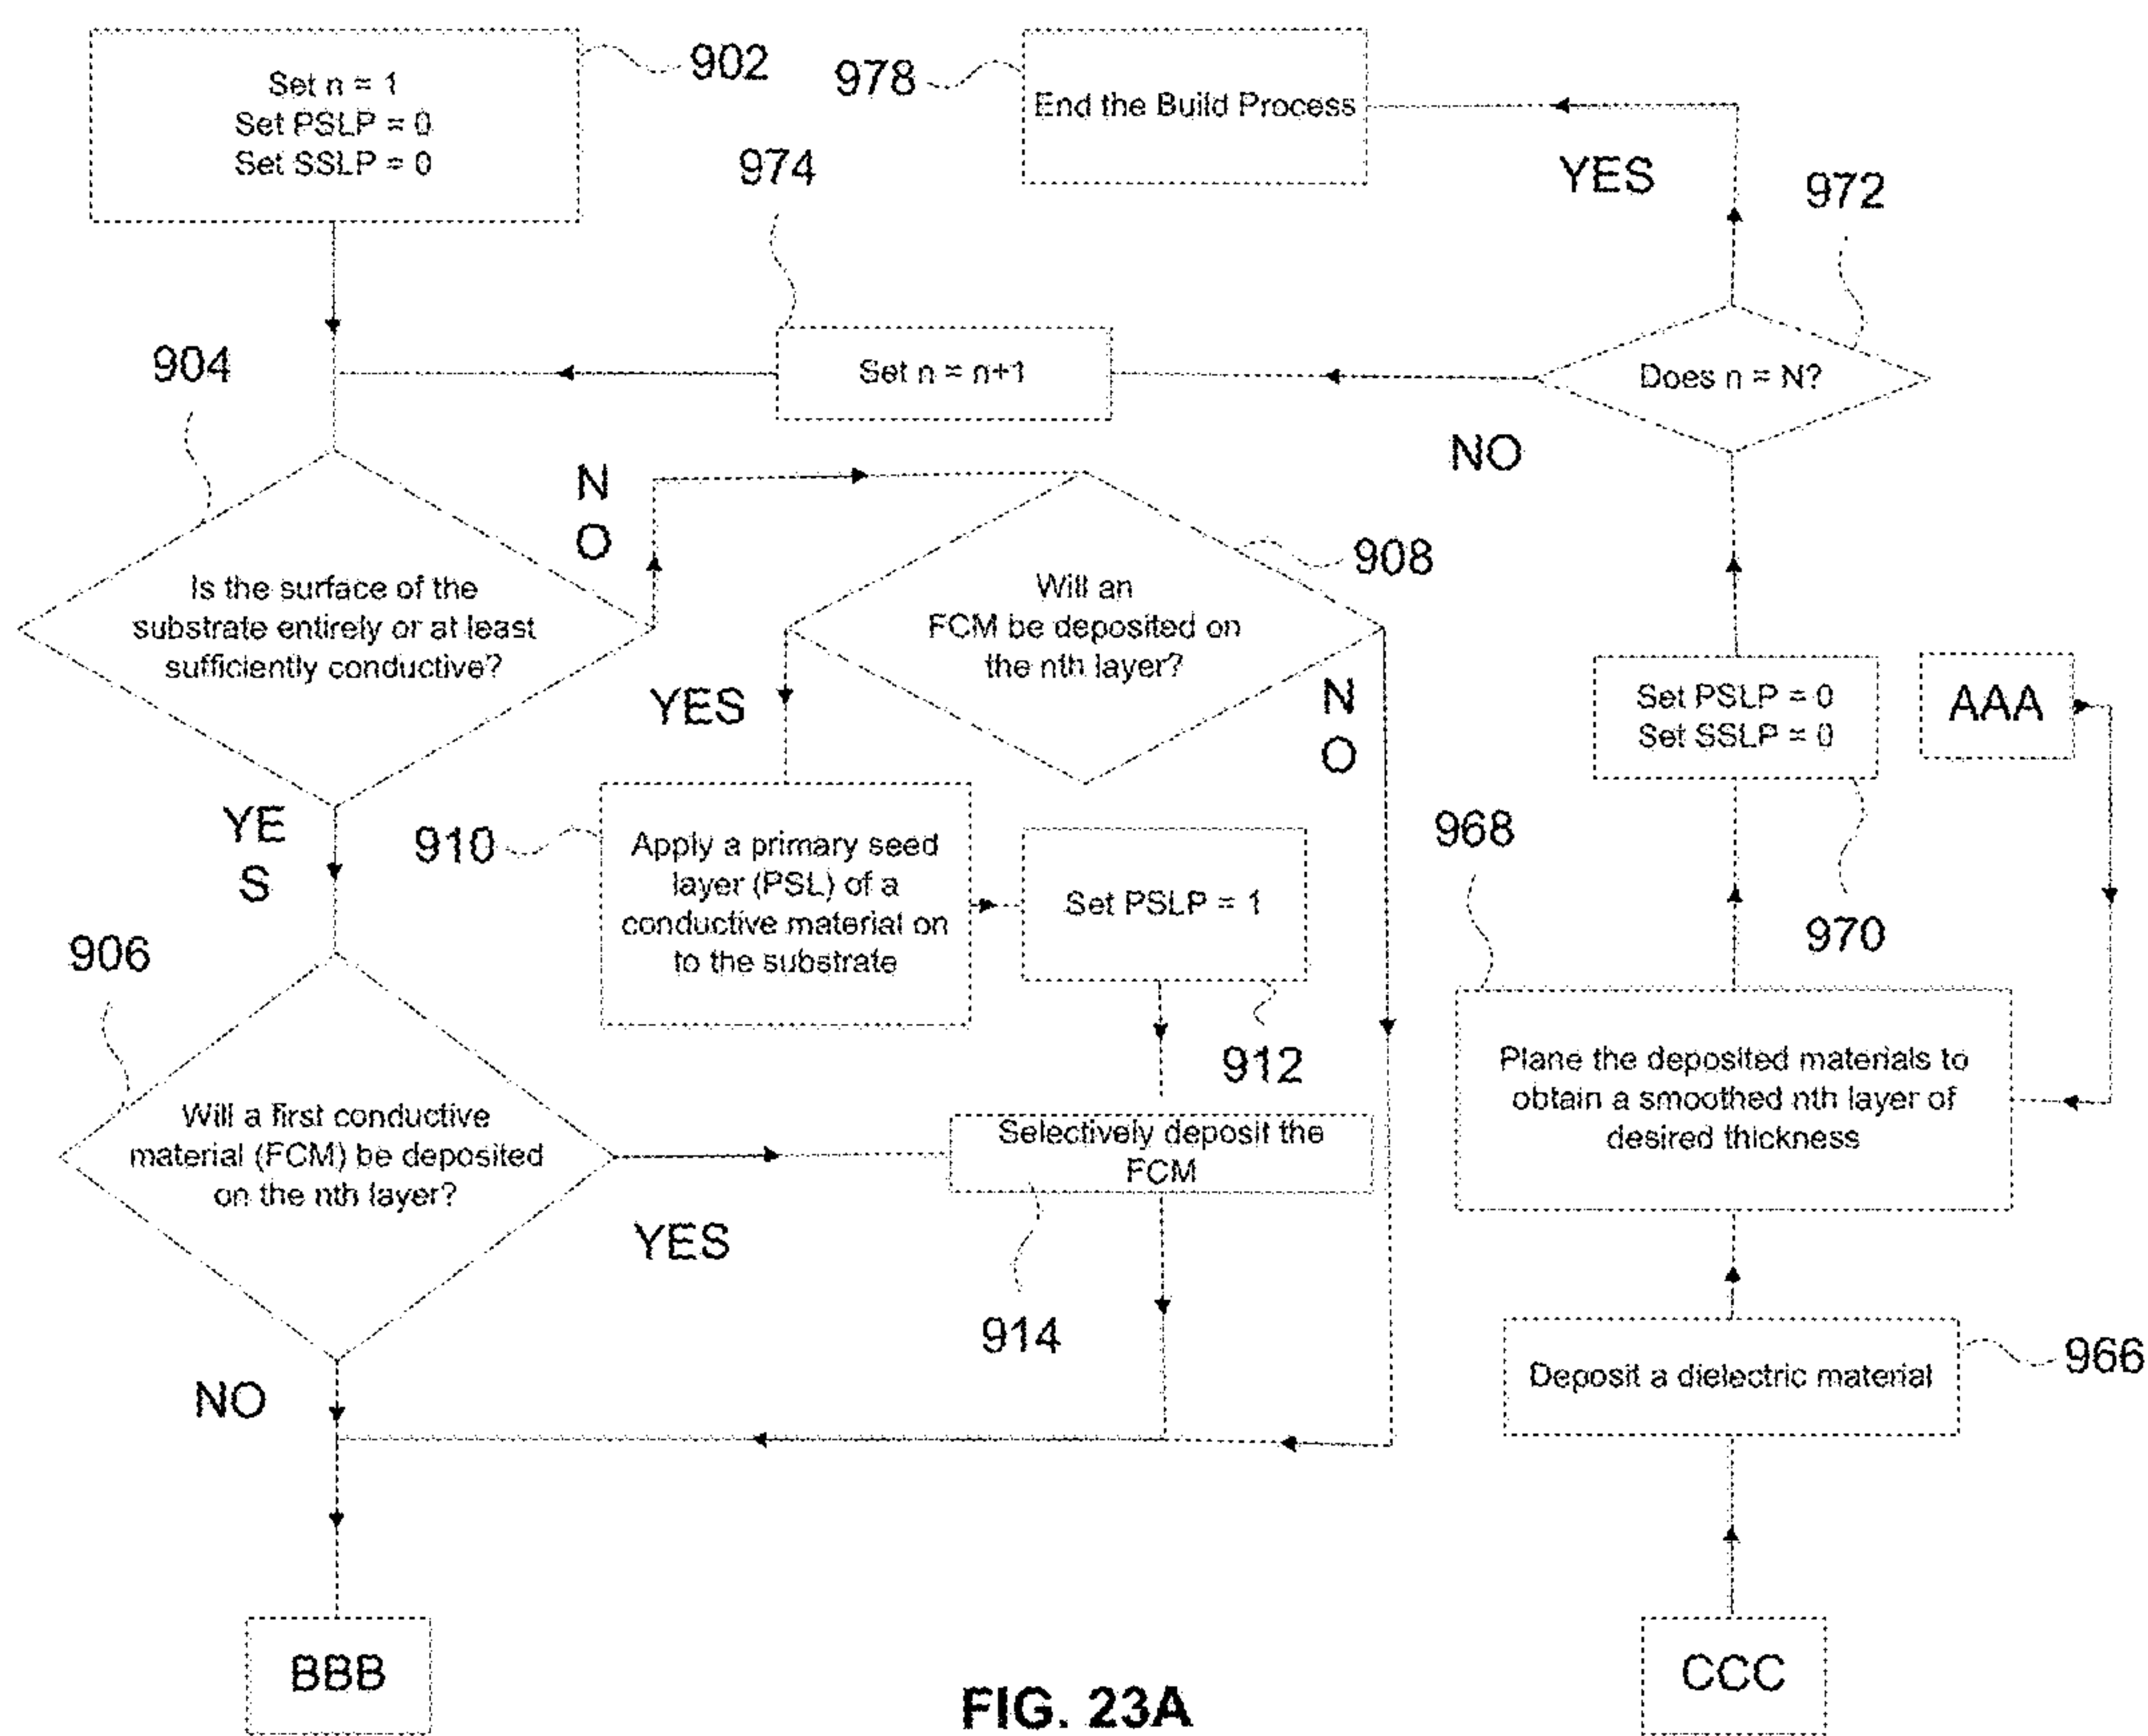 Set n = 1
Set PSLP = 0
Set SSLP = 0
902
978
End the Build Process
YES
974
972
904
Set n = n+1
Does n = N?
NO
N
O
Is the surface of the
substrate entirely or at least
sufficiently conductive?
908
Will an
FCM be deposited on
the nth layer?
YES
N
O
Set PSLP = 0
Set SSLP = 0
AAA
YE
S
910
Apply a primary seed
layer (PSL) of a
conductive material on
to the substrate
Set PSLP = 1
968
970
906
912
Plane the deposited materials to
obtain a smoothed nth layer of
desired thickness
Will a first conductive
material (FCM) be deposited
on the nth layer?
Selectively deposit the
FCM
YES
914
NO
Deposit a dielectric material
966
BBB
CCC
FIG. 23A